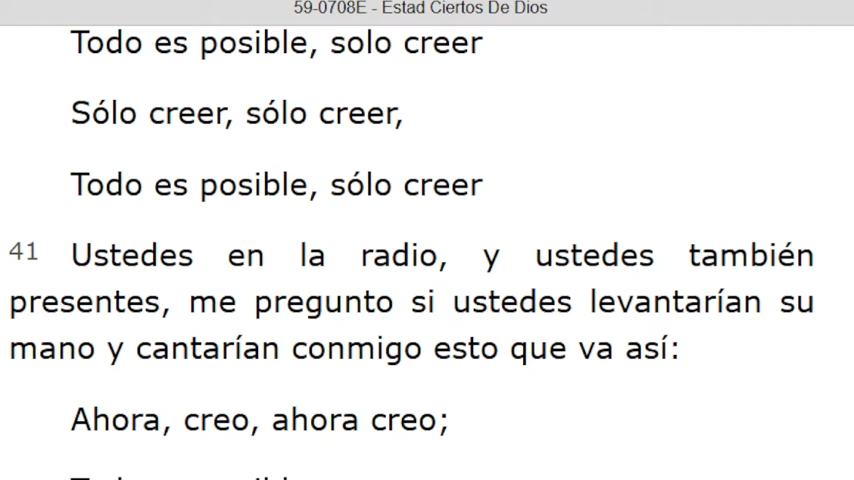 59-0708E - Estad Ciertos De Dios
Todo es posible, solo creer
Sólo creer, sólo creer,
Todo es posible, sólo creer
41 Ustedes en la radio, y ustedes también
presentes, me pregunto si ustedes levantarían su
mano y cantarían conmigo esto que va así:
Ahora, creo, ahora creo;